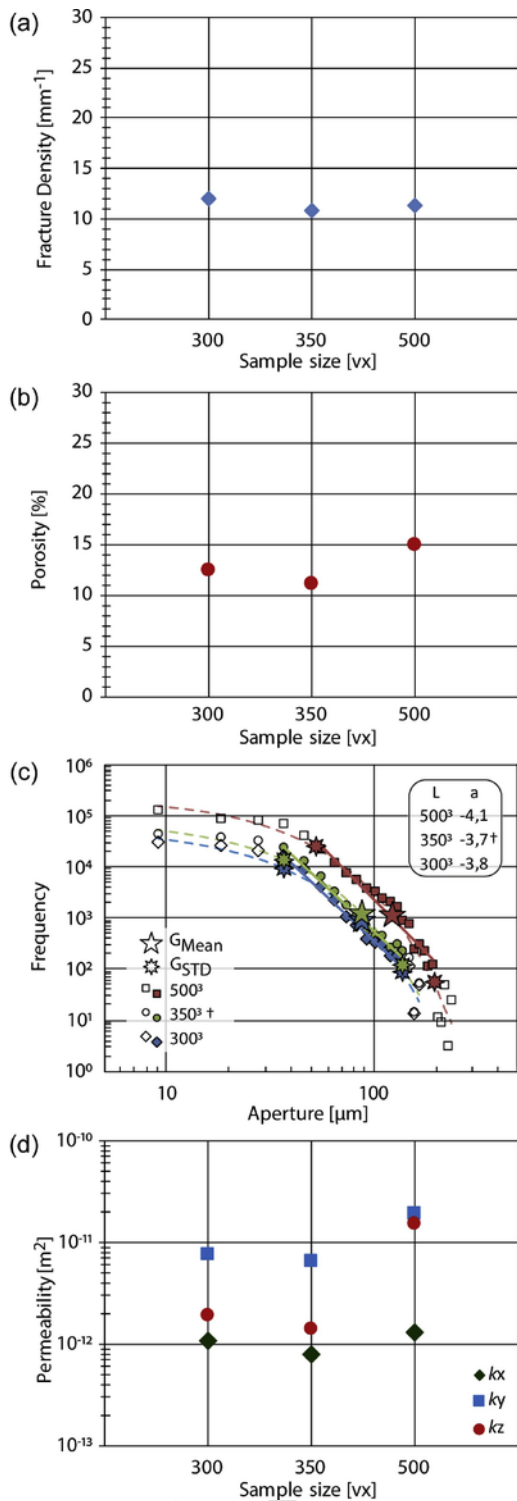 (a)
Fracture Density [mm⁻¹]
30
25
20
15
10
5
0
300 350 500
Sample size [vx]
(b)
Porosity [%]
30
25
20
15
10
5
0
300 350 500
Sample size [vx]
(c)
Frequency
10⁶
10⁵
10⁴
10³
10²
10¹
10⁰
L a
500³ -4,1
350³ -3,7†
300³ -3,8
G Mean
G STD
500³
350³ †
300³
10 100
Aperture [µm]
(d)
Permeability [m²]
10⁻¹⁰
10⁻¹¹
10⁻¹²
10⁻¹³
kx
ky
kz
300 350 500
Sample size [vx]